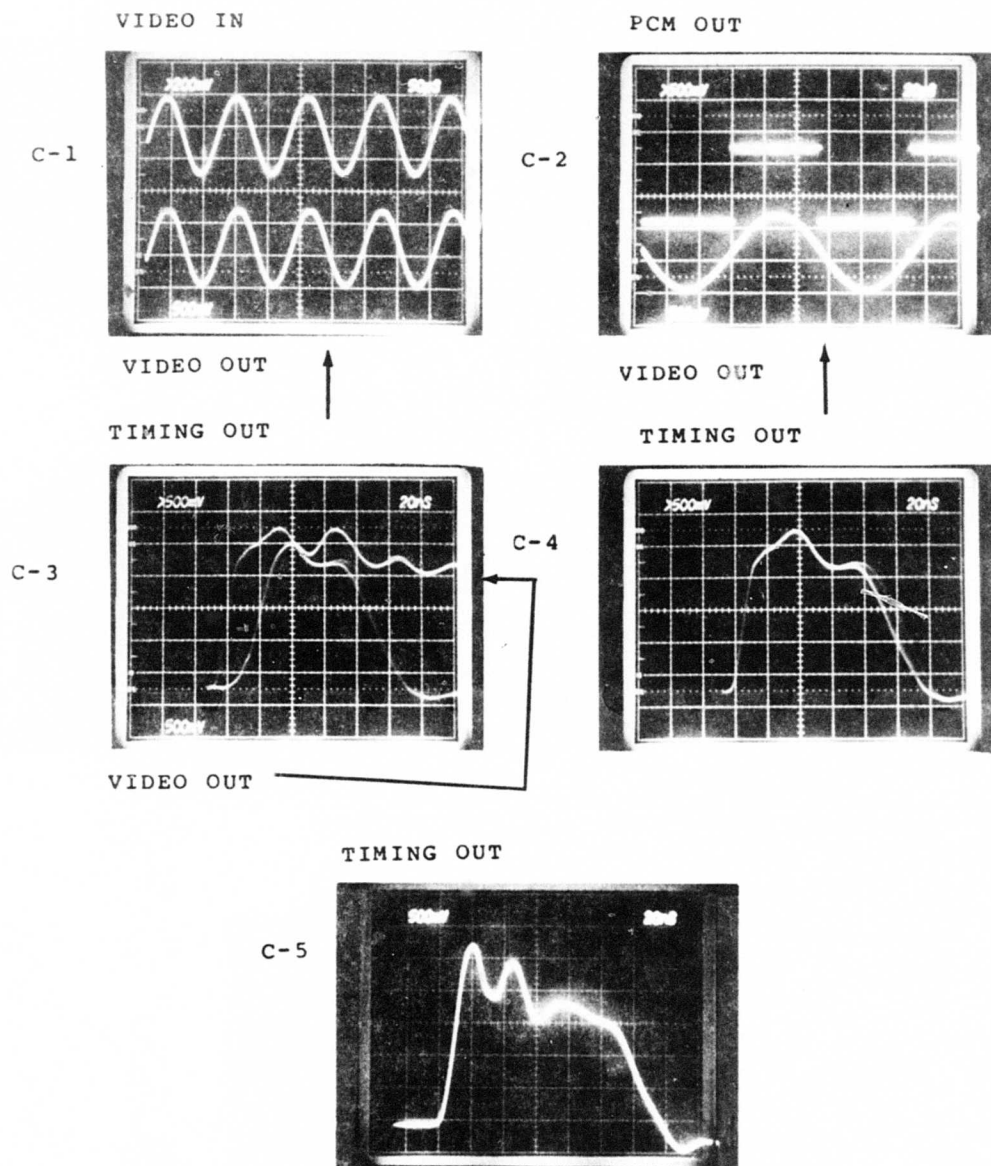 VIDEO IN
PCM OUT
C-1
C-2
VIDEO OUT
VIDEO OUT
TIMING OUT
TIMING OUT
>500mV
20nS
>500mV
20nS
C-3
C-4
500mV
VIDEO OUT
TIMING OUT
500mV
C-5